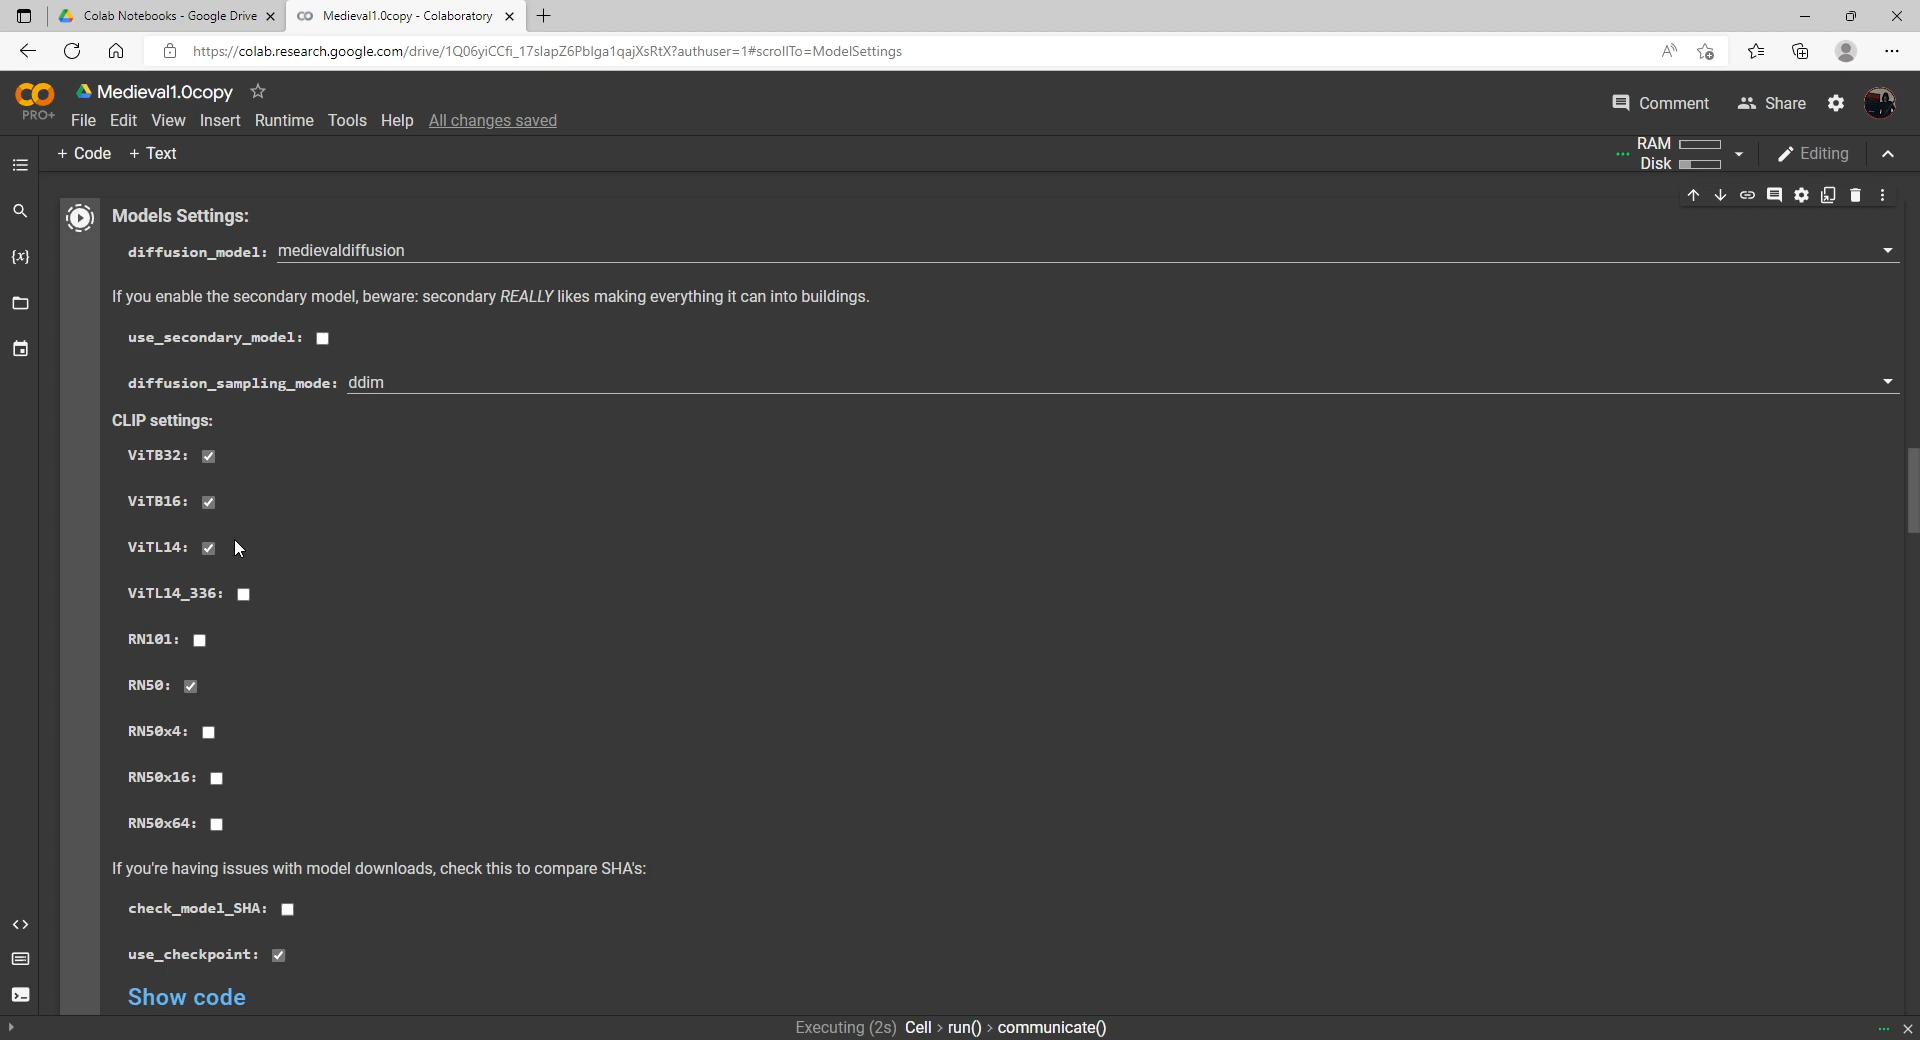 Colab Notebooks - Google Drive
Medieval1.0copy - Colaboratory
https://colab.research.google.com/drive/1Q06yiCCfi_17slapZ6Pblga1qajXsRtX?authuser=1#scrollTo=ModelSettings
PRO+
Medieval1.0copy
File Edit View Insert Runtime Tools Help All changes saved
Comment Share
+ Code + Text
RAM
Disk
Editing
{x}
Models Settings:
diffusion_model: medievaldiffusion
If you enable the secondary model, beware: secondary REALLY likes making everything it can into buildings.
use_secondary_model:
diffusion_sampling_mode: ddim
CLIP settings:
ViTB32:
ViTB16:
ViTL14:
ViTL14_336:
RN101:
RN50:
RN50x4:
RN50x16:
RN50x64:
If you're having issues with model downloads, check this to compare SHA's:
check_model_SHA:
use_checkpoint:
Show code
Executing (2s) Cell > run() > communicate()